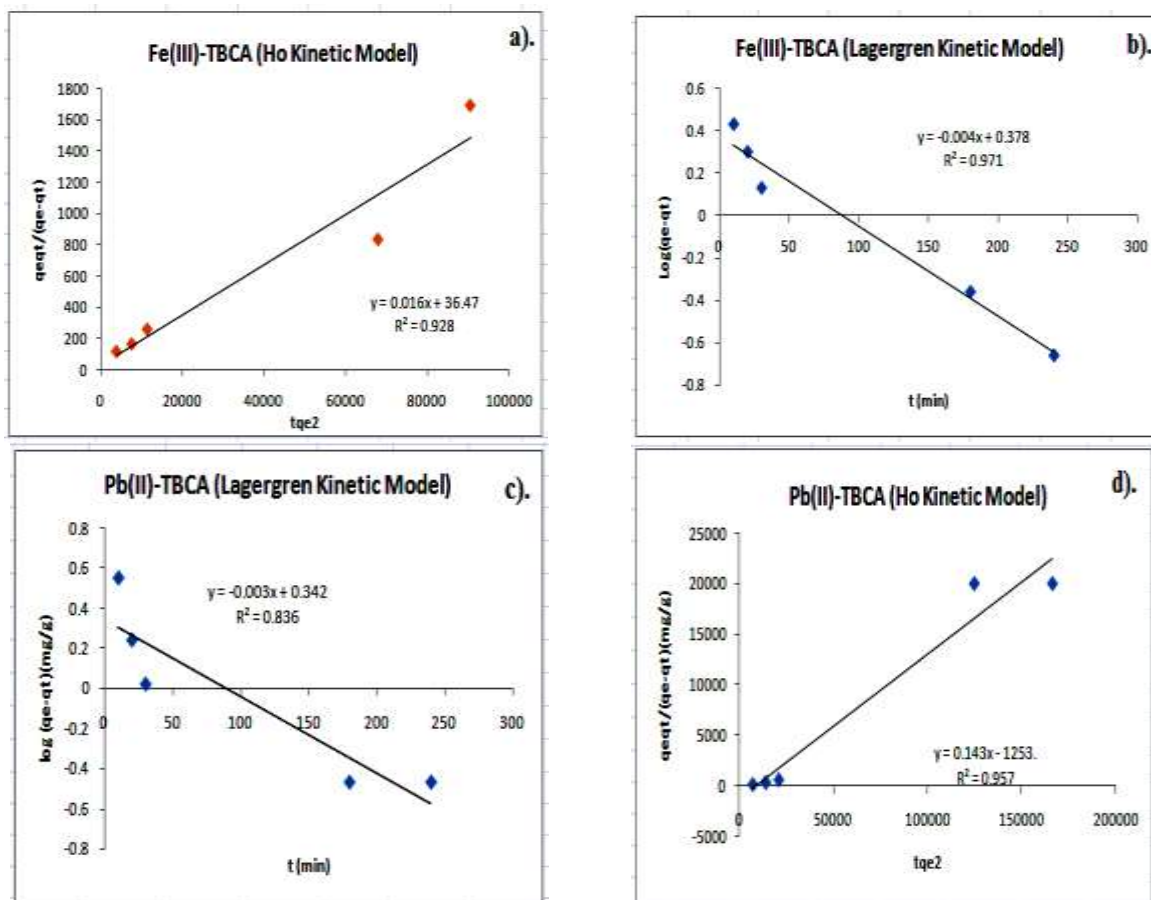 a).
Fe(III)-TBCA (Ho Kinetic Model)
qeqt/(qe-qt)
1800
1600
1400
1200
1000
800
600
400
200
0
y = 0.016x + 36.47
R² = 0.928
0 20000 40000 60000 80000 100000
tqe2
b).
Fe(III)-TBCA (Lagergren Kinetic Model)
Log(qe-qt)
0.6
0.4
0.2
0
-0.2
-0.4
-0.6
-0.8
y = -0.004x + 0.378
R² = 0.971
0 50 100 150 200 250 300
t (min)
c).
Pb(II)-TBCA (Lagergren Kinetic Model)
log (qe-qt)(mg/g)
0.8
0.6
0.4
0.2
0
-0.2
-0.4
-0.6
-0.8
y = -0.003x + 0.342
R² = 0.836
0 50 100 150 200 250 300
t (min)
d).
Pb(II)-TBCA (Ho Kinetic Model)
qeqt/(qe-qt)(mg/g)
25000
20000
15000
10000
5000
0
-5000
y = 0.143x - 1253.
R² = 0.957
0 50000 100000 150000 200000
tqe2